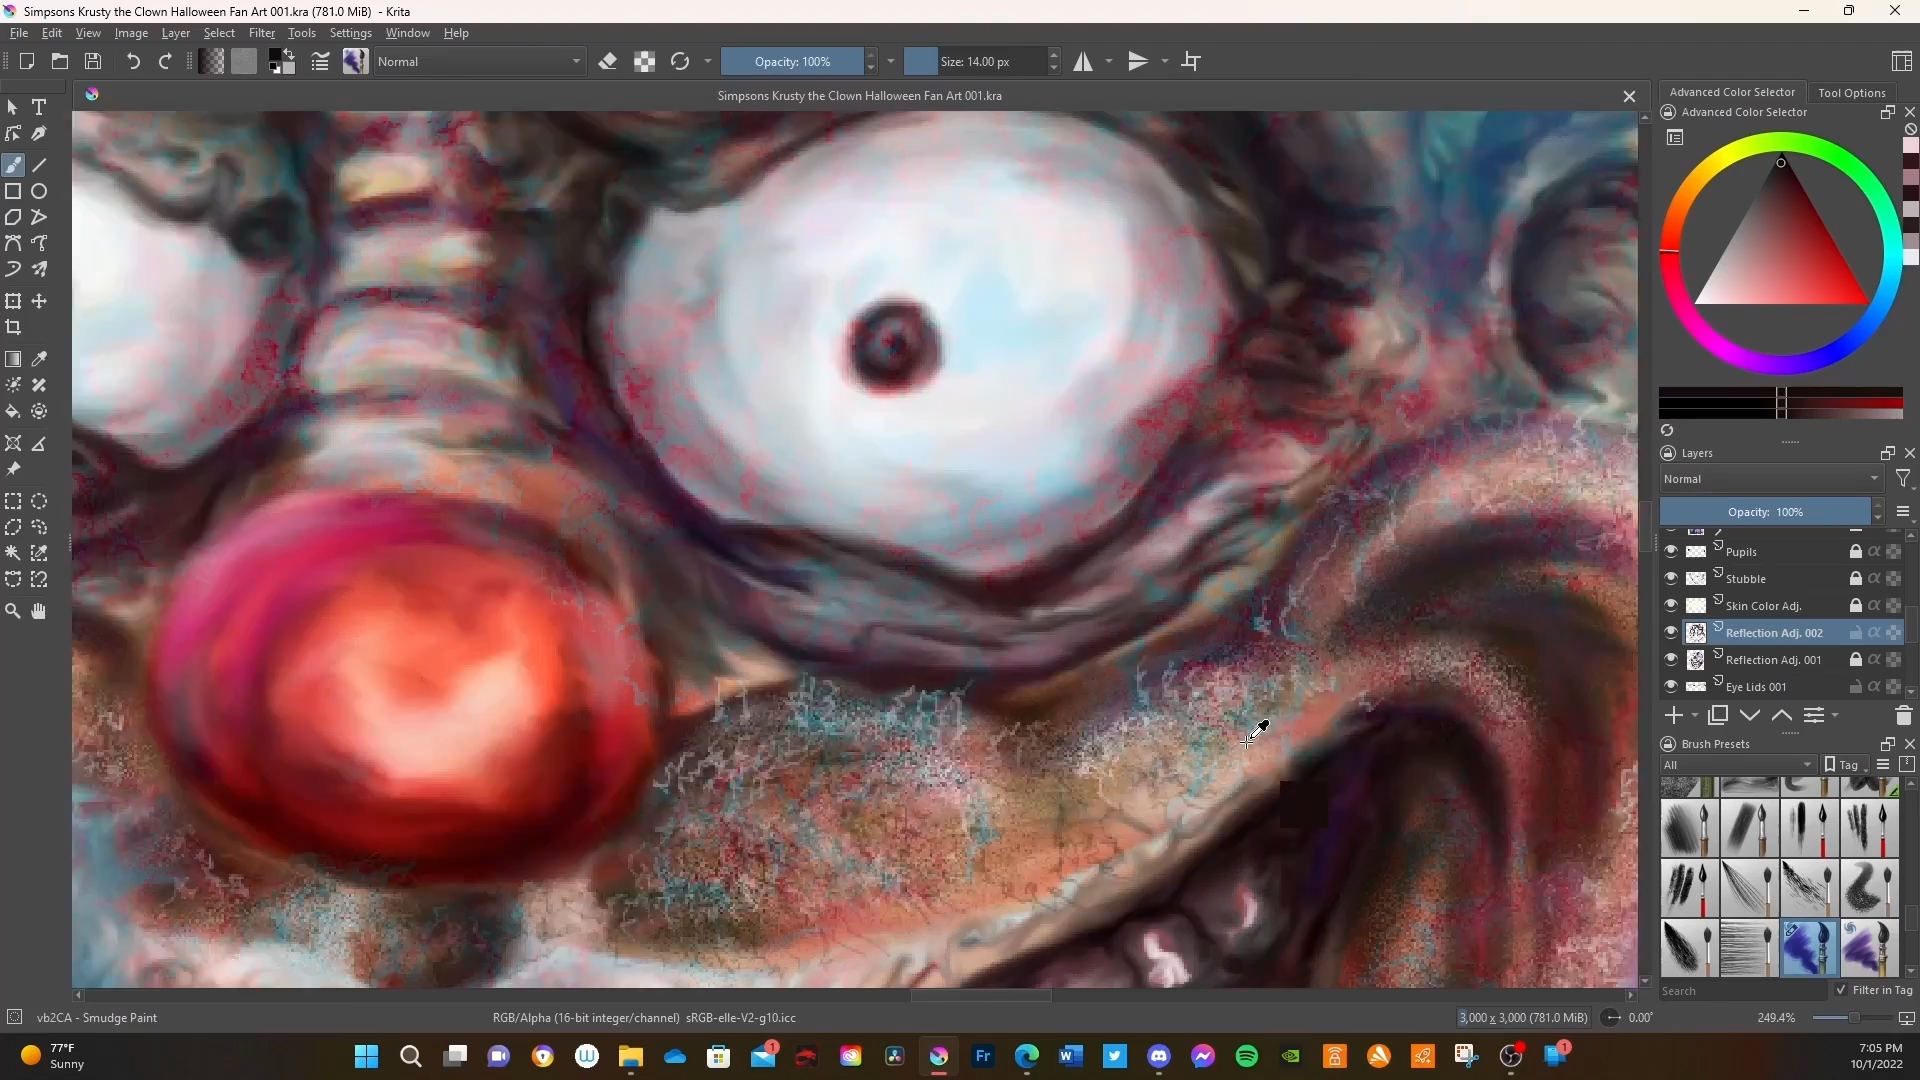 Simpsons Krusty the Clown Halloween Fan Art 001.kra (781.0 MiB)  - Krita
File Edit View Image Layer Select Filter Tools Settings Window Help
Normal
Opacity: 100%
Size: 14.00 px
Simpsons Krusty the Clown Halloween Fan Art 001.kra
Advanced Color Selector
Tool Options
Advanced Color Selector
Layers
Normal
Opacity: 100%
Pupils
Stubble
Skin Color Adj.
Reflection Adj. 002
Reflection Adj. 001
Eye Lids 001
Brush Presets
All
Tag
Search
Filter in Tag
vb2CA - Smudge Paint
RGB/Alpha (16-bit integer/channel)  sRGB-elle-V2-g10.icc
3,000 x 3,000 (781.0 MiB)
0.00°
249.4%
77°F
Sunny
1
Fr
1
7:05 PM
10/1/2022